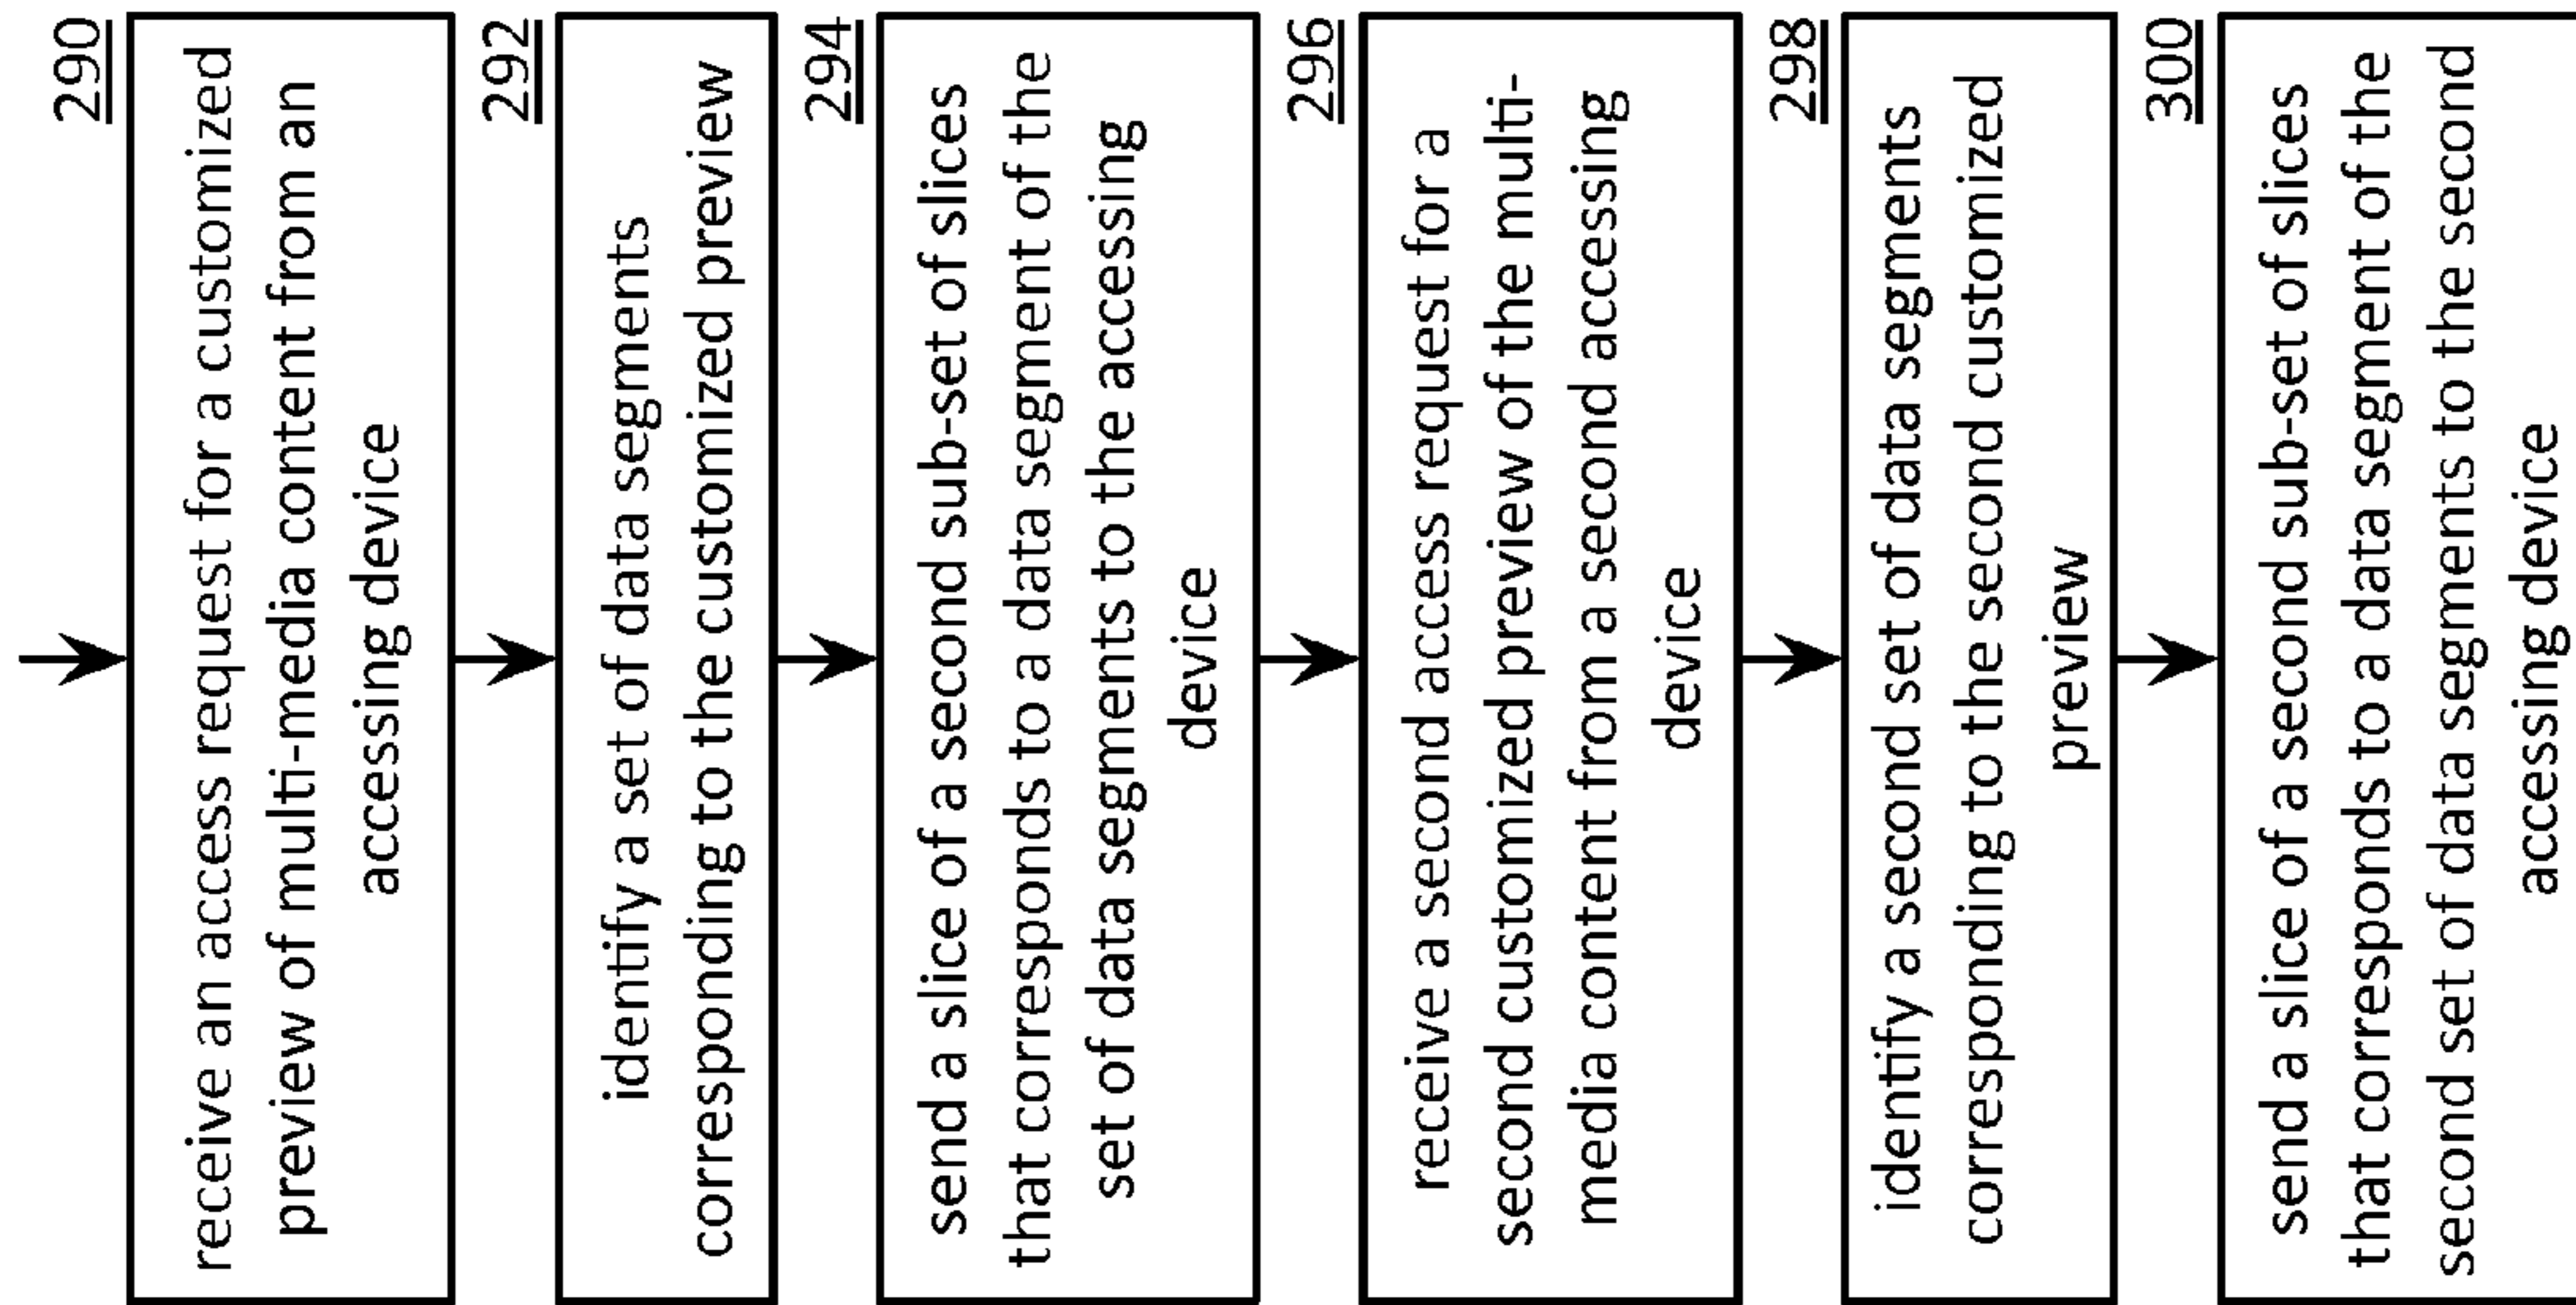 290
receive an access request for a customized
preview of multi-media content from an
accessing device
292
identify a set of data segments
corresponding to the customized preview
294
send a slice of a second sub-set of slices
that corresponds to a data segment of the
set of data segments to the accessing
device
296
receive a second access request for a
second customized preview of the multi-
media content from a second accessing
device
298
identify a second set of data segments
corresponding to the second customized
preview
300
send a slice of a second sub-set of slices
that corresponds to a data segment of the
second set of data segments to the second
accessing device